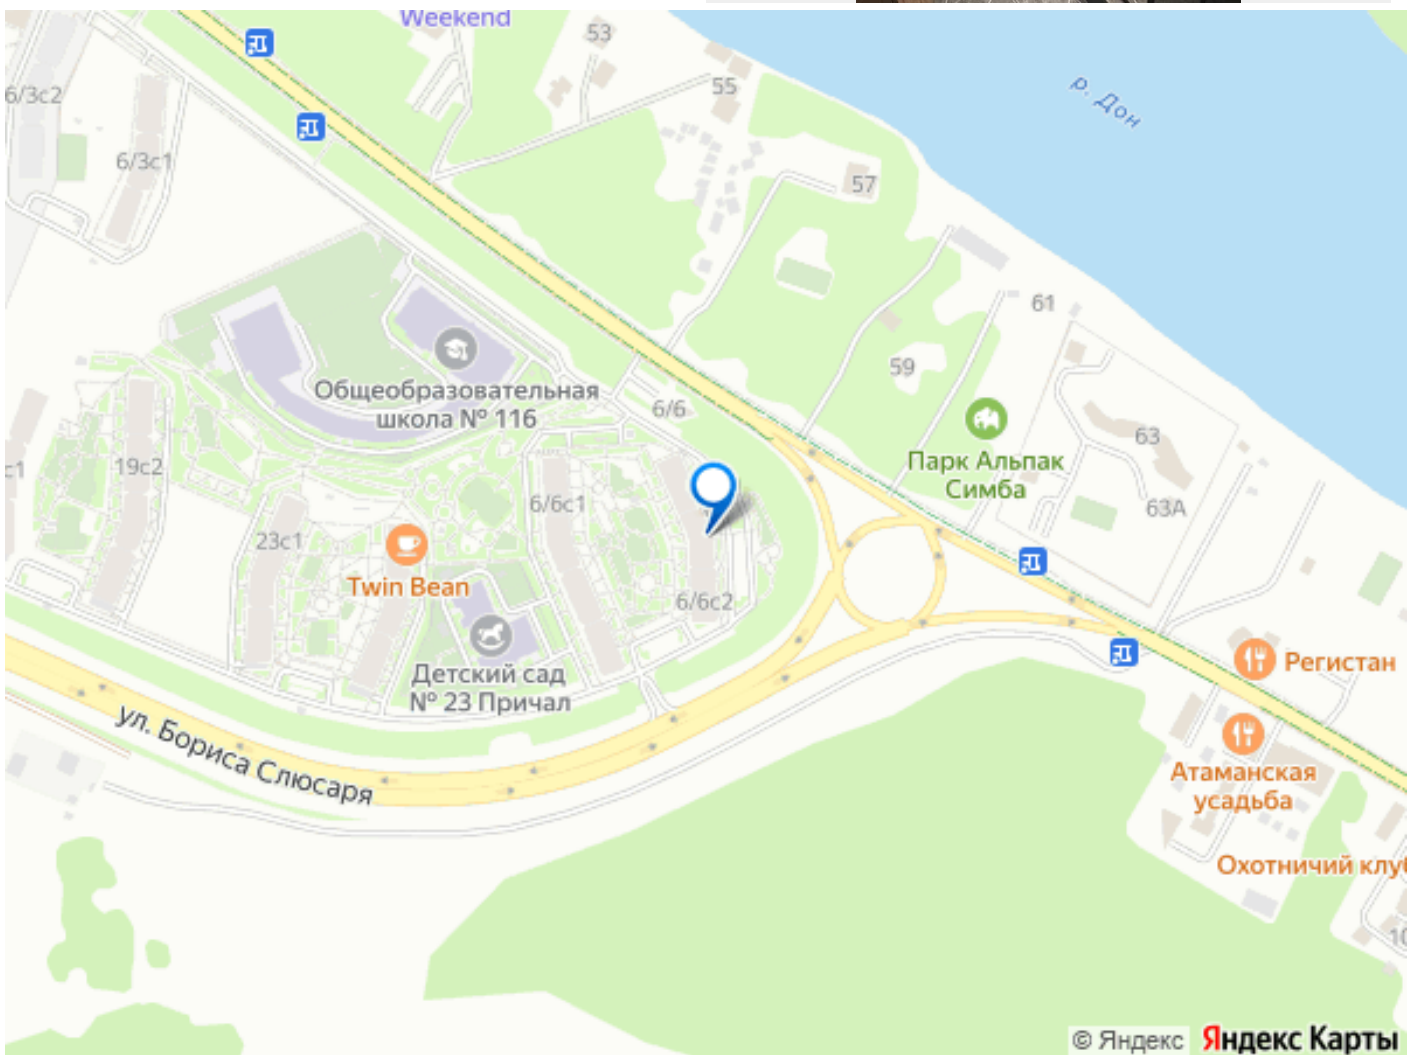 Weekend
53
55
р. Дон
6/3с2
6/3с1
57
61
59
Общеобразовательная
школа № 116
6/6
63
Парк Альпак
Симба
63А
19с2
с1
6/6с1
23с1
Twin Bean
6/6с2
Детский сад
№ 23 Причал
Регистан
ул. Бориса Слюсаря
Атаманская
усадьба
Охотничий клу
10
© Яндекс Яндекс Карты